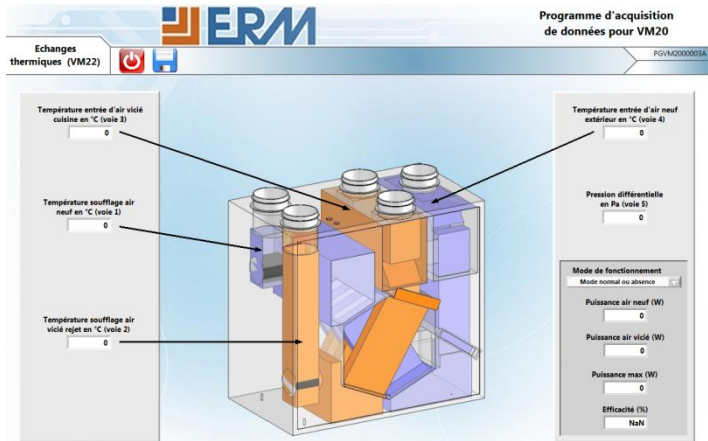 ERM
Programme d'acquisition
de données pour VM20
Echanges
thermiques (VM22)
PGVM2000003A
Température entrée d'air vicié
cuisine en °C (voie 3)
0
Température soufflage air
neuf en °C (voie 1)
0
Température soufflage air
vicié rejet en °C (voie 2)
0
Température entrée d'air neuf
extérieur en °C (voie 4)
0
Pression différentielle
en Pa (voie 5)
0
Mode de fonctionnement
Mode normal ou absence
Puissance air neuf (W)
0
Puissance air vicié (W)
0
Puissance max (W)
0
Efficacité (%)
NaN